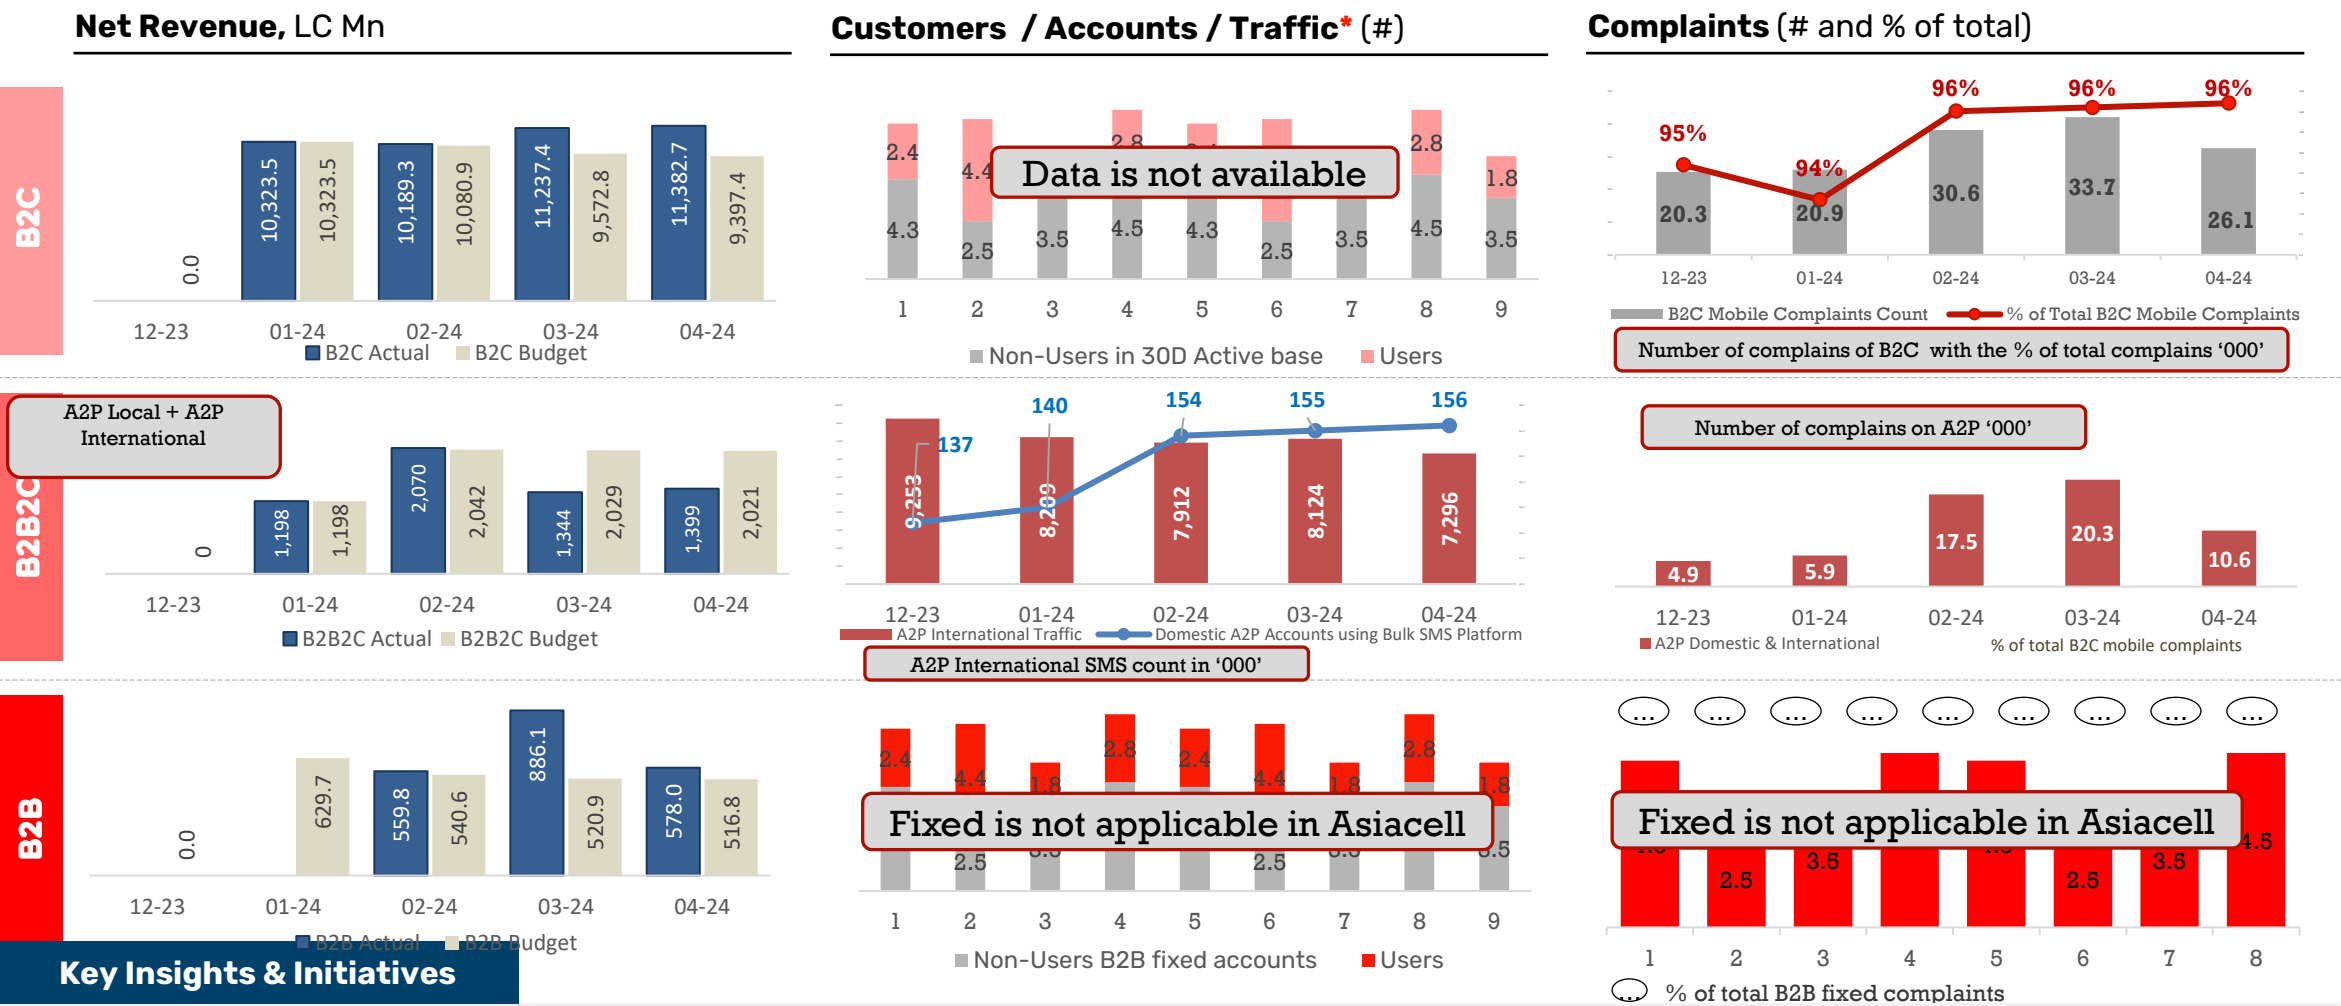 Net Revenue, LC Mn
Customers / Accounts / Traffic* (#)
Complaints (# and % of total)
B2C
10,323.5
10,323.5
10,189.3
10,080.9
11,237.4
9,572.8
11,382.7
9,397.4
0.0
12-23 01-24 02-24 03-24 04-24
B2C Actual B2C Budget
2.4 4.4 2.8 2.8 1.8
Data is not available
4.3 2.5 3.5 4.5 4.3 2.5 3.5 4.5 3.5
1 2 3 4 5 6 7 8 9
Non-Users in 30D Active base Users
95% 94% 96% 96% 96%
20.3 20.9 30.6 33.7 26.1
12-23 01-24 02-24 03-24 04-24
B2C Mobile Complaints Count % of Total B2C Mobile Complaints
Number of complains of B2C with the % of total complains ‘000’
B2B2C
A2P Local + A2P
International
0
1,198
1,198
2,070
2,042
1,344
2,029
1,399
2,021
12-23 01-24 02-24 03-24 04-24
B2B2C Actual B2B2C Budget
137 140 154 155 156
9,253
8,209
7,912
8,124
7,296
12-23 01-24 02-24 03-24 04-24
A2P International Traffic Domestic A2P Accounts using Bulk SMS Platform
A2P International SMS count in ‘000’
Number of complains on A2P ‘000’
4.9 5.9 17.5 20.3 10.6
12-23 01-24 02-24 03-24 04-24
A2P Domestic & International % of total B2C mobile complaints
B2B
0.0
629.7
559.8
540.6
886.1
520.9
578.0
516.8
12-23 01-24 02-24 03-24 04-24
B2B Actual B2B Budget
2.4 4.4 1.8 2.8 2.4 4.4 1.8 2.8 1.8
Fixed is not applicable in Asiacell
2.5 2.5
1 2 3 4 5 6 7 8 9
Non-Users B2B fixed accounts Users
... ... ... ... ... ... ... ... ...
Fixed is not applicable in Asiacell
2.5 3.5 2.5 3.5 4.5
1 2 3 4 5 6 7 8
... % of total B2B fixed complaints
Key Insights & Initiatives